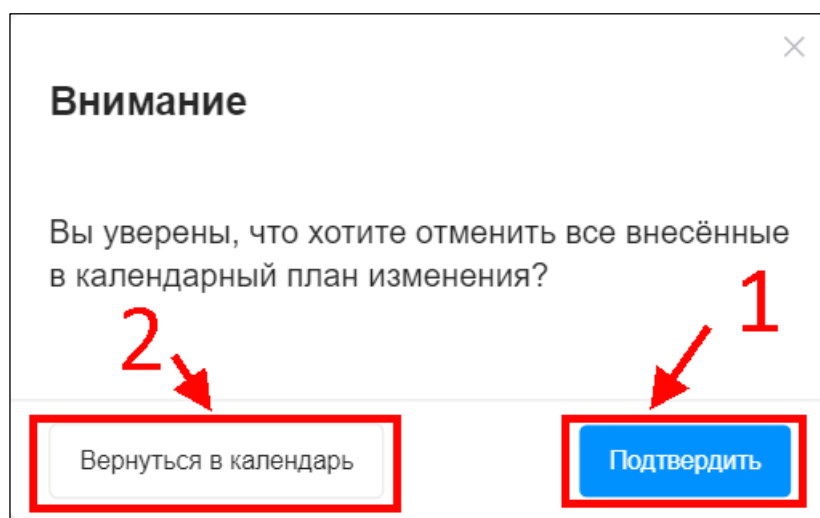 Внимание
Вы уверены, что хотите отменить все внесённые
в календарный план изменения?
2
1
Вернуться в календарь
Подтвердить